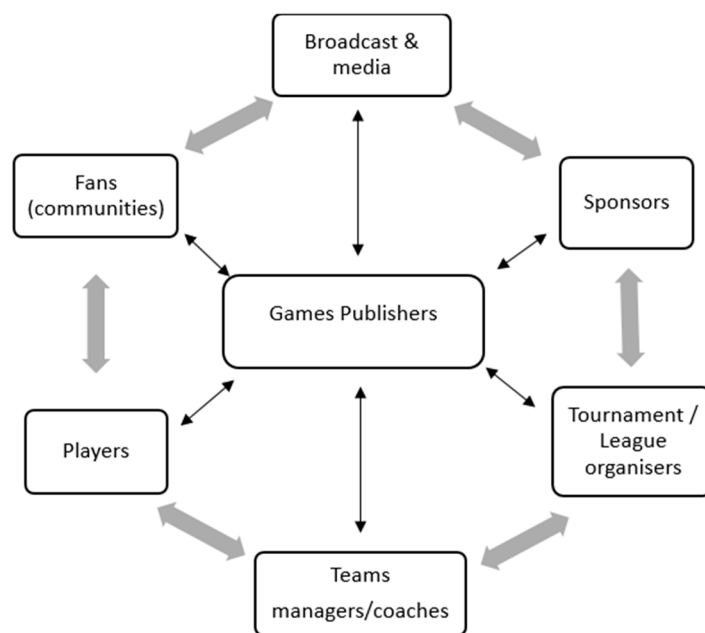 Broadcast &
media
Fans
(communities)
Sponsors
Games Publishers
Players
Tournament /
League
organisers
Teams
managers/coaches